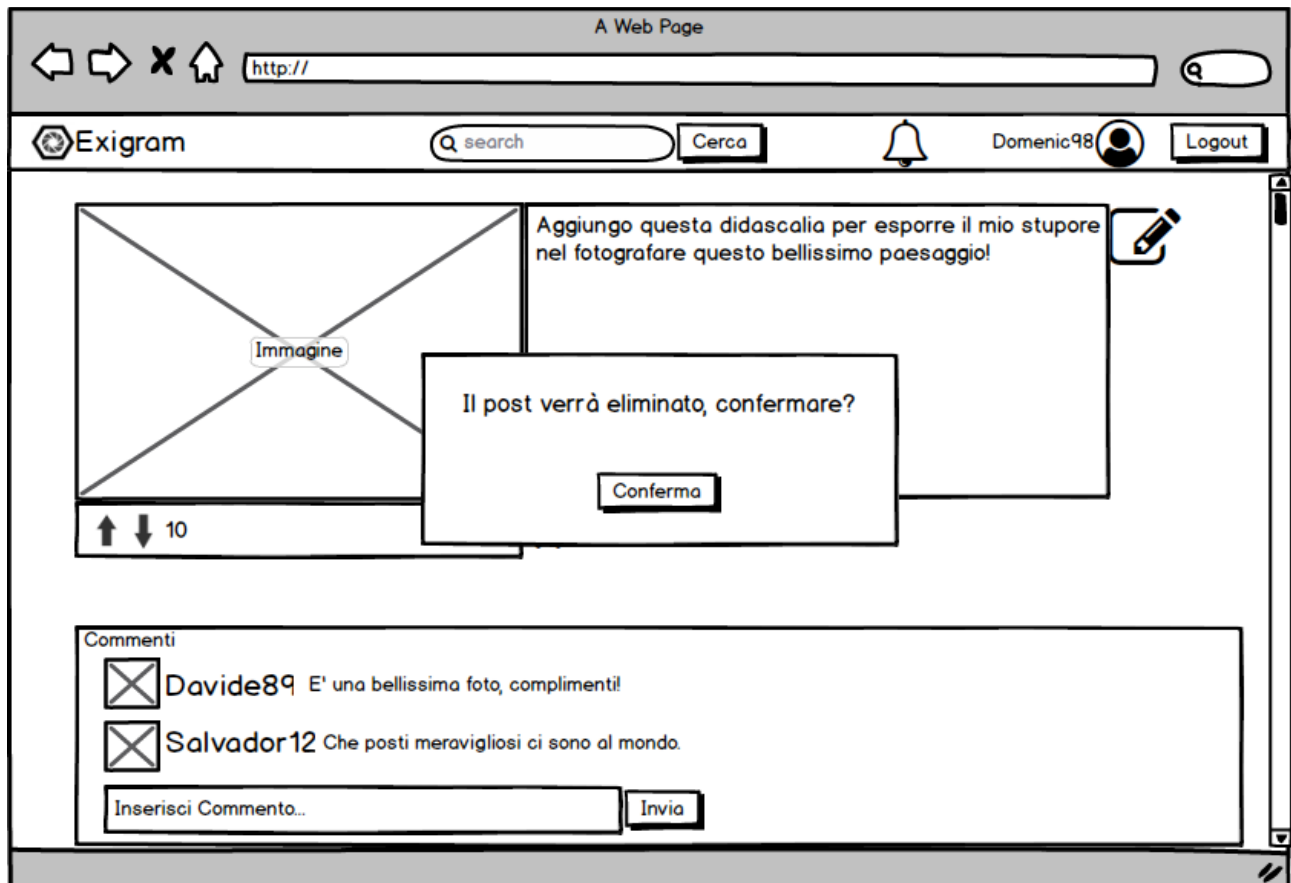 A Web Page
http://
Exigram
search
Cerca
Domenic98
Logout
Aggiungo questa didascalia per esporre il mio stupore
nel fotografare questo bellissimo paesaggio!
Immagine
Il post verrà eliminato, confermare?
Conferma
10
Commenti
Davide89 E' una bellissima foto, complimenti!
Salvador12 Che posti meravigliosi ci sono al mondo.
Inserisci Commento...
Invia